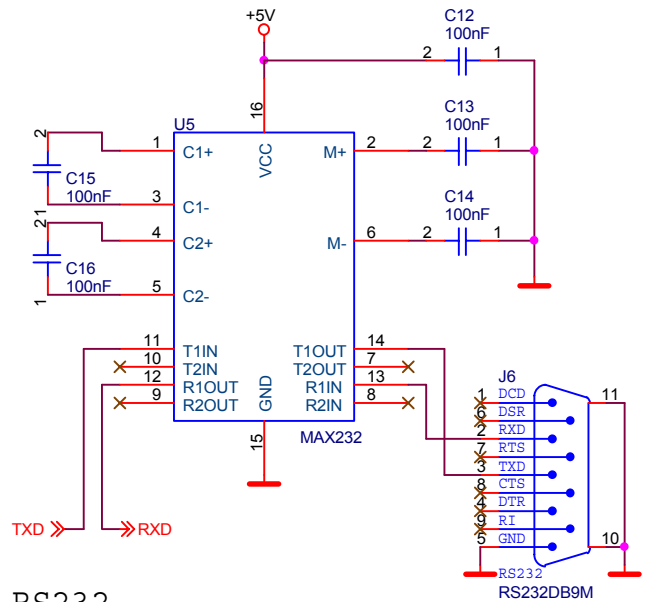 +5V
C12
100nF
2 1
16
U5
VCC
C13
100nF
2 1
1 C1+
M+ 2
2
C15
100nF
1
3 C1-
C14
100nF
2 1
4 C2+
M- 6
2
C16
100nF
1
5 C2-
11 T1IN
T1OUT 14
10 T2IN
T2OUT 7
12 R1OUT
R1IN 13
9 R2OUT
R2IN 8
GND
15
MAX232
J6
1 DCD
11
6 DSR
2 RXD
7 RTS
3 TXD
8 CTS
4 DTR
9 RI
5 GND
10
RS232
RS232DB9M
TXD
RXD
RS232